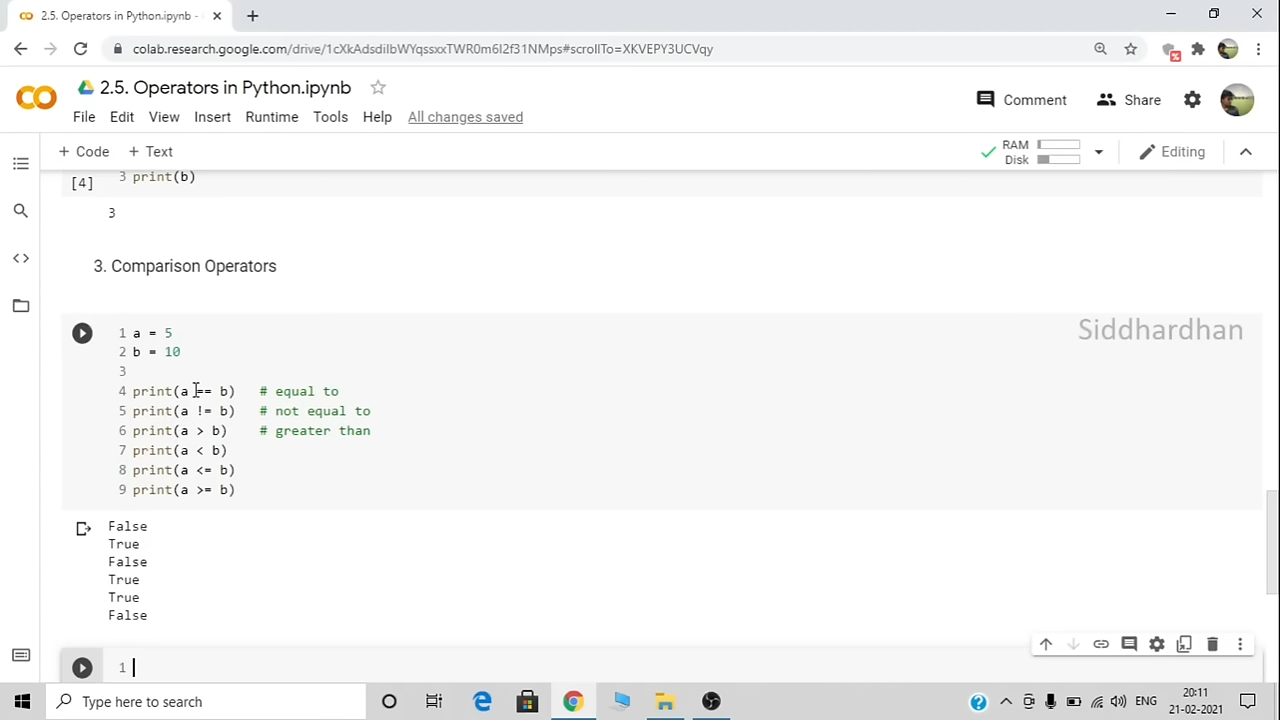 2.5. Operators in Python.ipynb -
colab.research.google.com/drive/1cXkAdsdiIbWYqssxxTWR0m6I2f31NMps#scrollTo=XKVEPY3UCVqy
2.5. Operators in Python.ipynb
Comment
Share
File Edit View Insert Runtime Tools Help All changes saved
+ Code + Text
RAM
Disk
Editing
[4]
3 print(b)
3
3. Comparison Operators
Siddhardhan
1 a = 5
2 b = 10
3
4 print(a == b) # equal to
5 print(a != b) # not equal to
6 print(a > b) # greater than
7 print(a < b)
8 print(a <= b)
9 print(a >= b)
False
True
False
True
True
False
1
Type here to search
ENG
20:11
21-02-2021